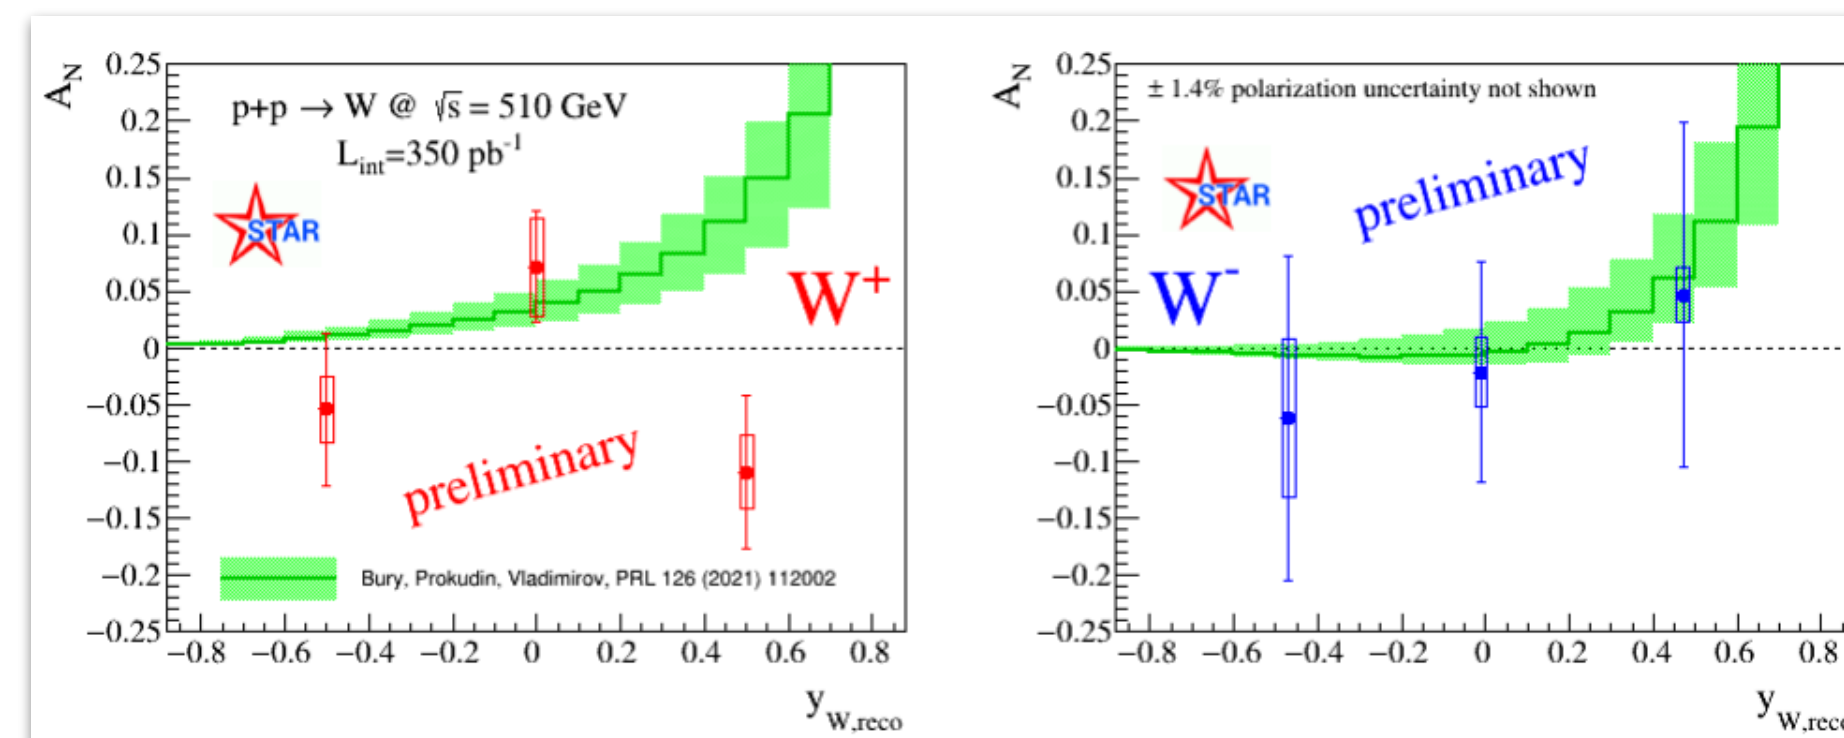 A_N
0.25
0.2
0.15
0.1
0.05
0
−0.05
−0.1
−0.15
−0.2
−0.25
p+p → W @ √s = 510 GeV
L_int=350 pb^-1
STAR
W^+
preliminary
Bury, Prokudin, Vladimirov, PRL 126 (2021) 112002
−0.8 −0.6 −0.4 −0.2 0 0.2 0.4 0.6 0.8
y_W,reco
A_N
0.25
0.2
0.15
0.1
0.05
0
−0.05
−0.1
−0.15
−0.2
−0.25
± 1.4% polarization uncertainty not shown
STAR
preliminary
W^-
−0.8 −0.6 −0.4 −0.2 0 0.2 0.4 0.6 0.8
y_W,reco